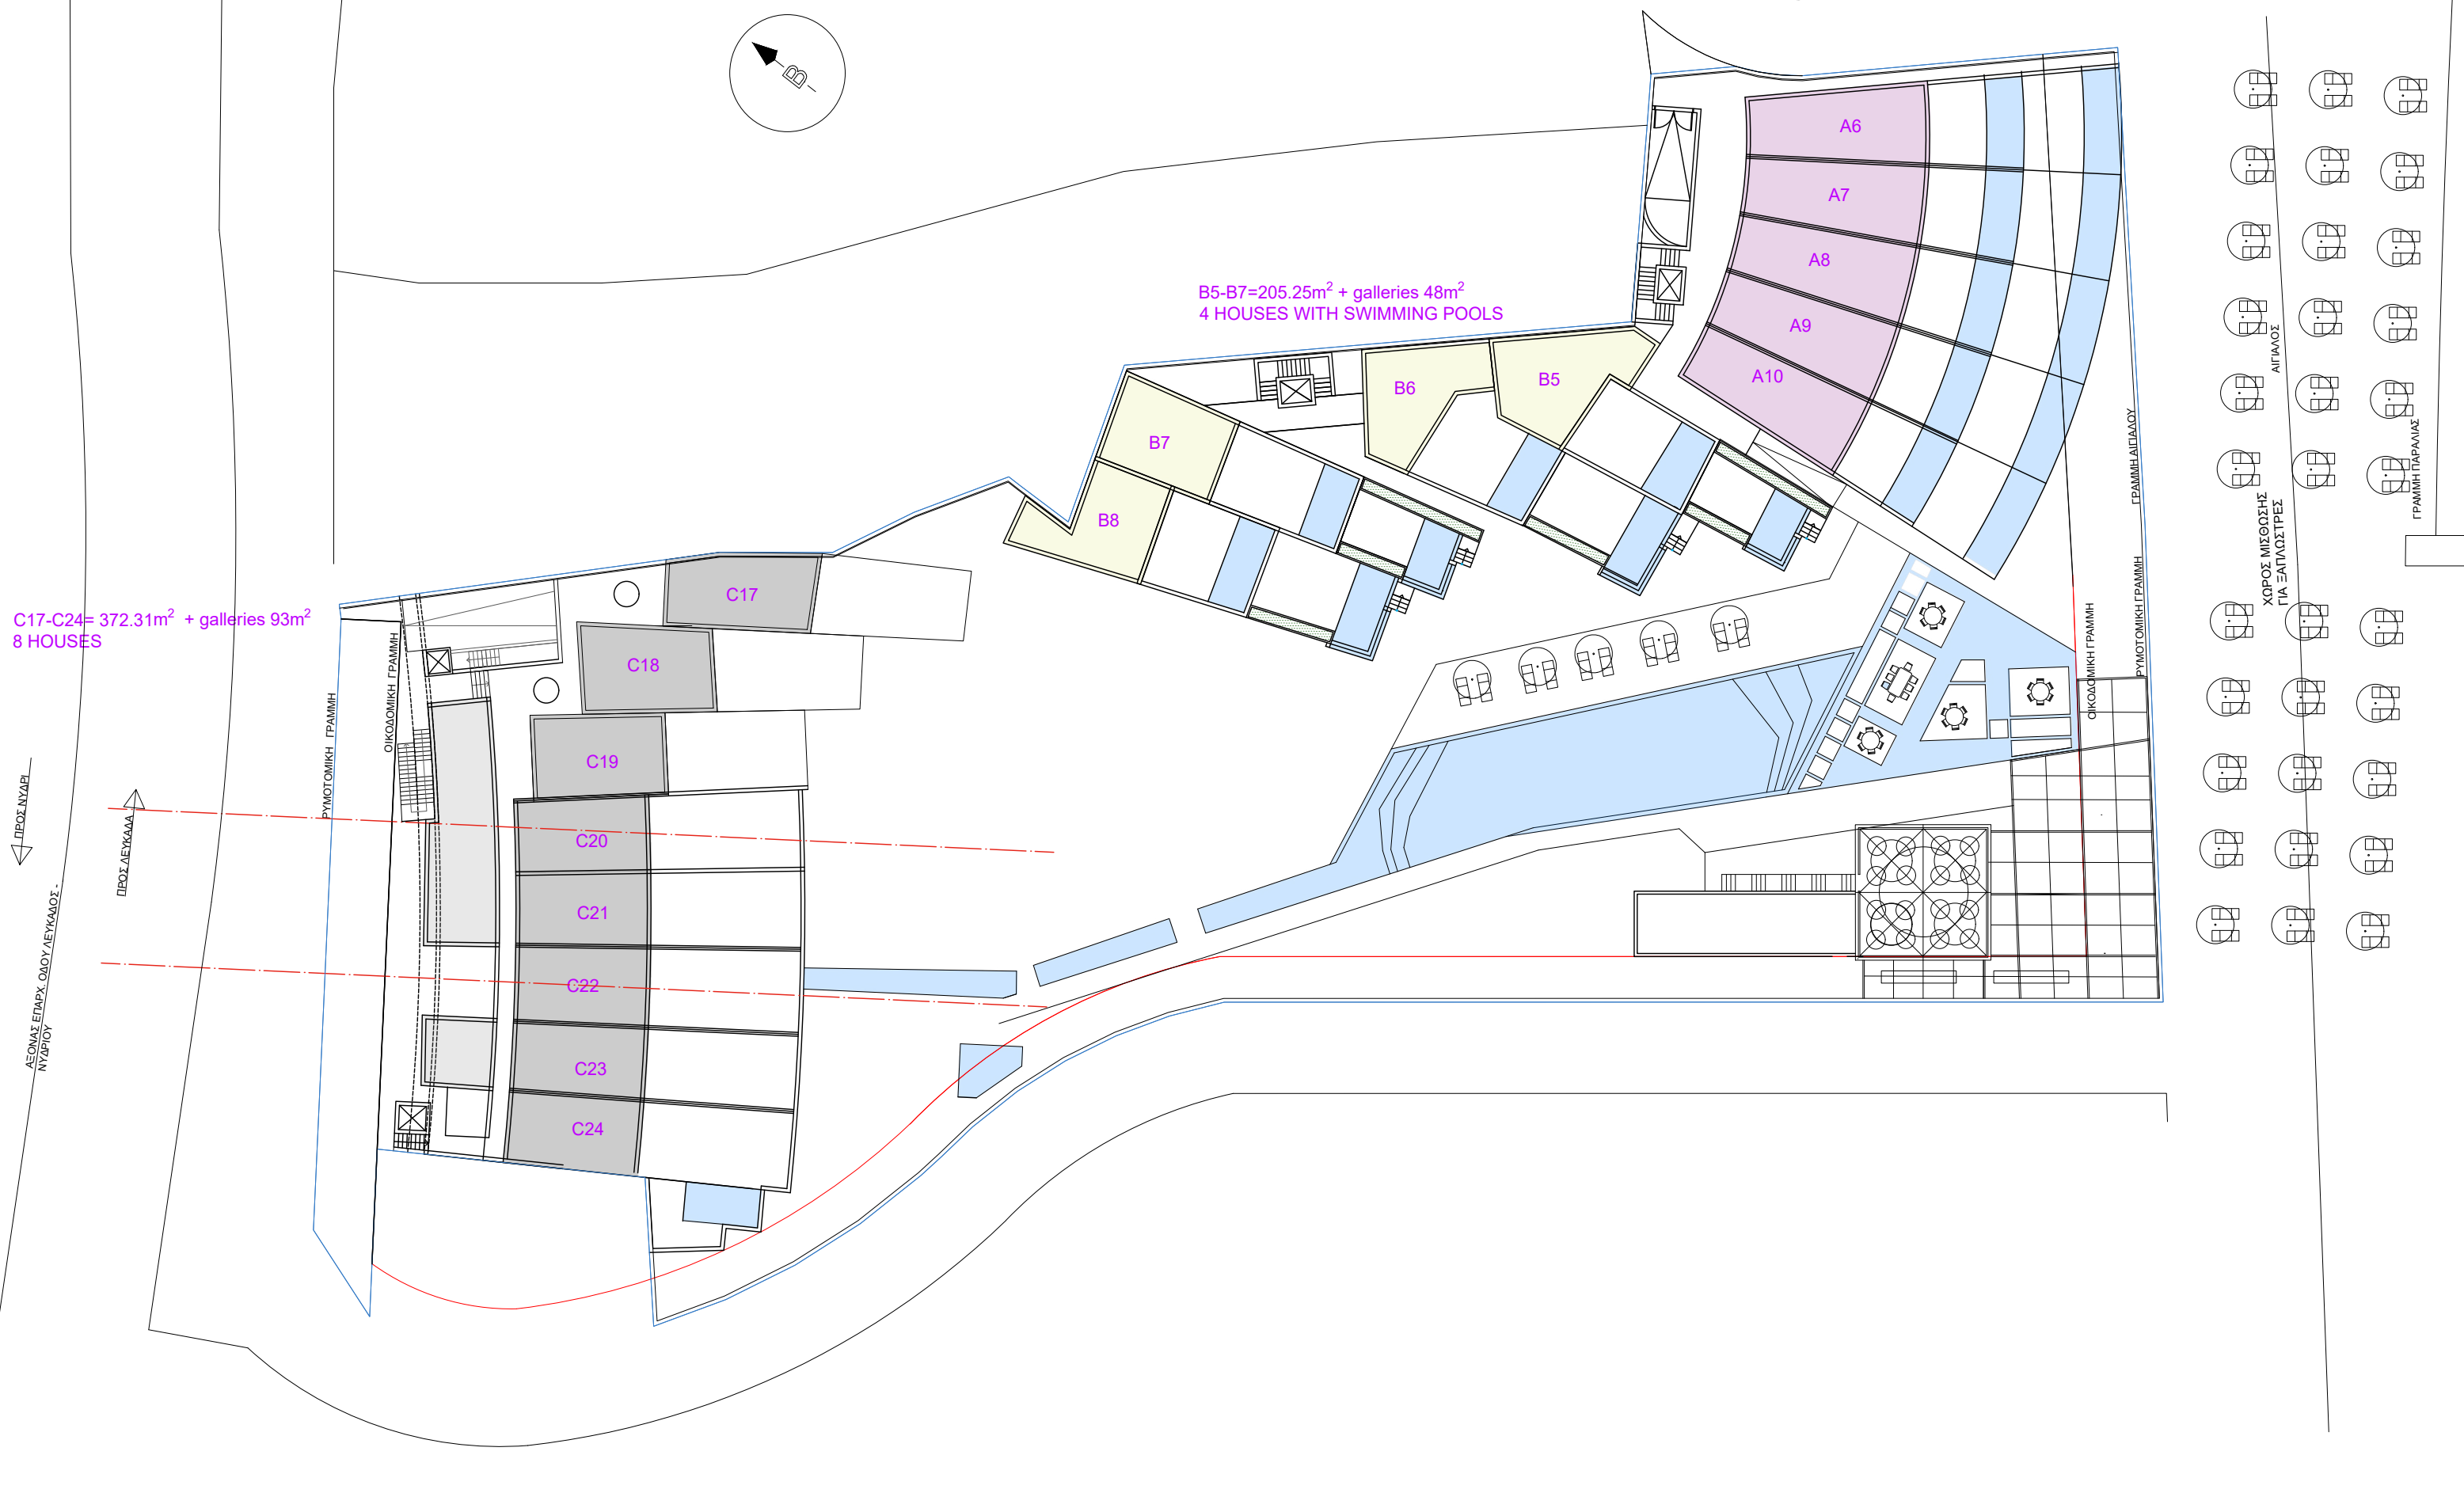 -B-
A6
A7
A8
A9
A10
B5-B7=205.25m² + galleries 48m²
4 HOUSES WITH SWIMMING POOLS
B6
B5
B7
B8
C17-C24= 372.31m² + galleries 93m²
8 HOUSES
C17
C18
C19
C20
C21
C22
C23
C24
ΡΥΜΟΤΟΜΙΚΗ ΓΡΑΜΜΗ
ΟΙΚΟΔΟΜΙΚΗ ΓΡΑΜΜΗ
ΠΡΟΣ ΝΥΔΡΙ
ΠΡΟΣ ΛΕΥΚΑΔΑ
ΑΞΟΝΑΣ ΕΠΑΡΧ. ΟΔΟΥ ΛΕΥΚΑΔΟΣ -
ΝΥΔΡΙΟΥ
ΑΙΓΙΑΛΟΣ
ΓΡΑΜΜΗ ΑΙΓΙΑΛΟΥ
ΓΡΑΜΜΗ ΠΑΡΑΛΙΑΣ
ΧΩΡΟΣ ΜΙΣΘΩΣΗΣ
ΓΙΑ ΞΑΠΛΩΣΤΡΕΣ
ΡΥΜΟΤΟΜΙΚΗ ΓΡΑΜΜΗ
ΟΙΚΟΔΟΜΙΚΗ ΓΡΑΜΜΗ